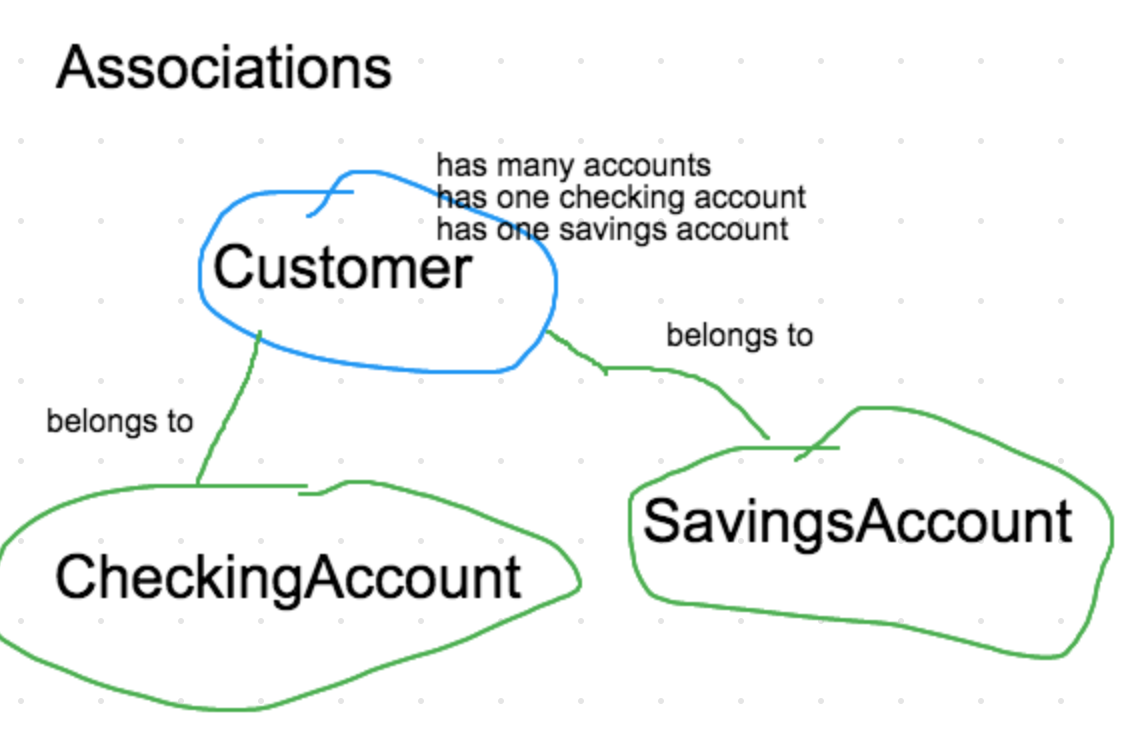 Associations
has many accounts
has one checking account
has one savings account
Customer
belongs to
belongs to
SavingsAccount
CheckingAccount